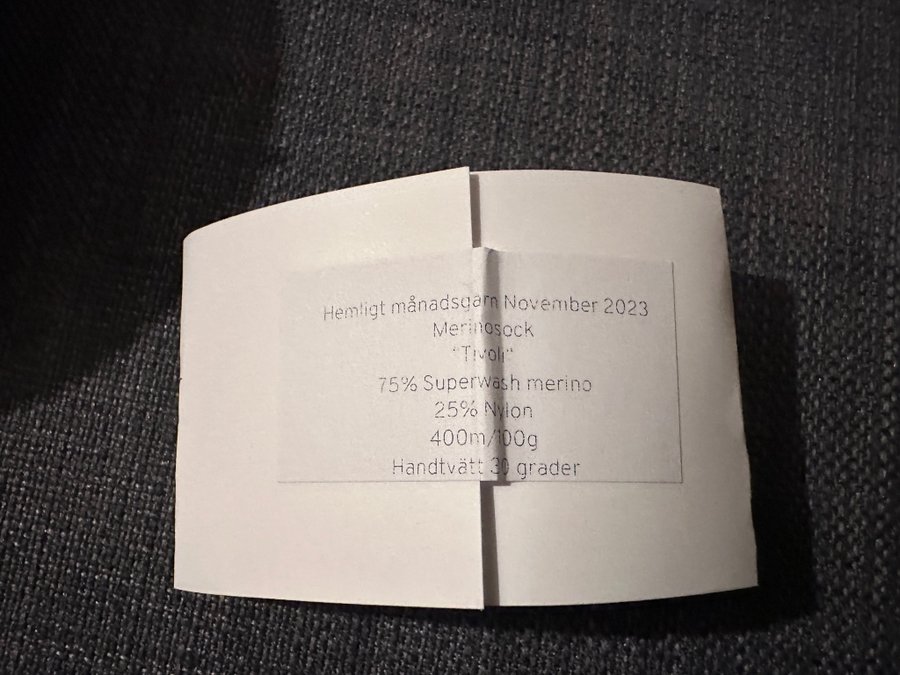 Hemligt månadsgarn November 2023
Merinosock
"Tivoli"
75% Superwash merino
25% Nylon
400m/100g
Handtvätt 30 grader